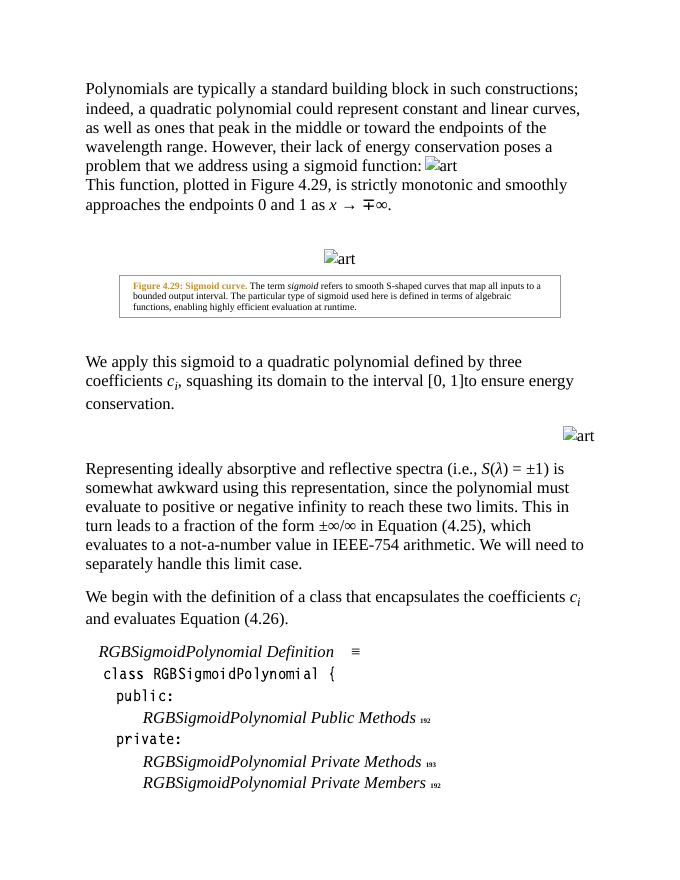 Polynomials are typically a standard building block in such constructions;
indeed, a quadratic polynomial could represent constant and linear curves,
as well as ones that peak in the middle or toward the endpoints of the
wavelength range. However, their lack of energy conservation poses a
problem that we address using a sigmoid function: art
This function, plotted in Figure 4.29, is strictly monotonic and smoothly
approaches the endpoints 0 and 1 as x → ∓∞.
art
Figure 4.29: Sigmoid curve. The term sigmoid refers to smooth S-shaped curves that map all inputs to a
bounded output interval. The particular type of sigmoid used here is defined in terms of algebraic
functions, enabling highly efficient evaluation at runtime.
We apply this sigmoid to a quadratic polynomial defined by three
coefficients ci, squashing its domain to the interval [0, 1]to ensure energy
conservation.
art
Representing ideally absorptive and reflective spectra (i.e., S(λ) = ±1) is
somewhat awkward using this representation, since the polynomial must
evaluate to positive or negative infinity to reach these two limits. This in
turn leads to a fraction of the form ±∞/∞ in Equation (4.25), which
evaluates to a not-a-number value in IEEE-754 arithmetic. We will need to
separately handle this limit case.
We begin with the definition of a class that encapsulates the coefficients ci
and evaluates Equation (4.26).
RGBSigmoidPolynomial Definition ≡
class RGBSigmoidPolynomial {
public:
RGBSigmoidPolynomial Public Methods 192
private:
RGBSigmoidPolynomial Private Methods 193
RGBSigmoidPolynomial Private Members 192